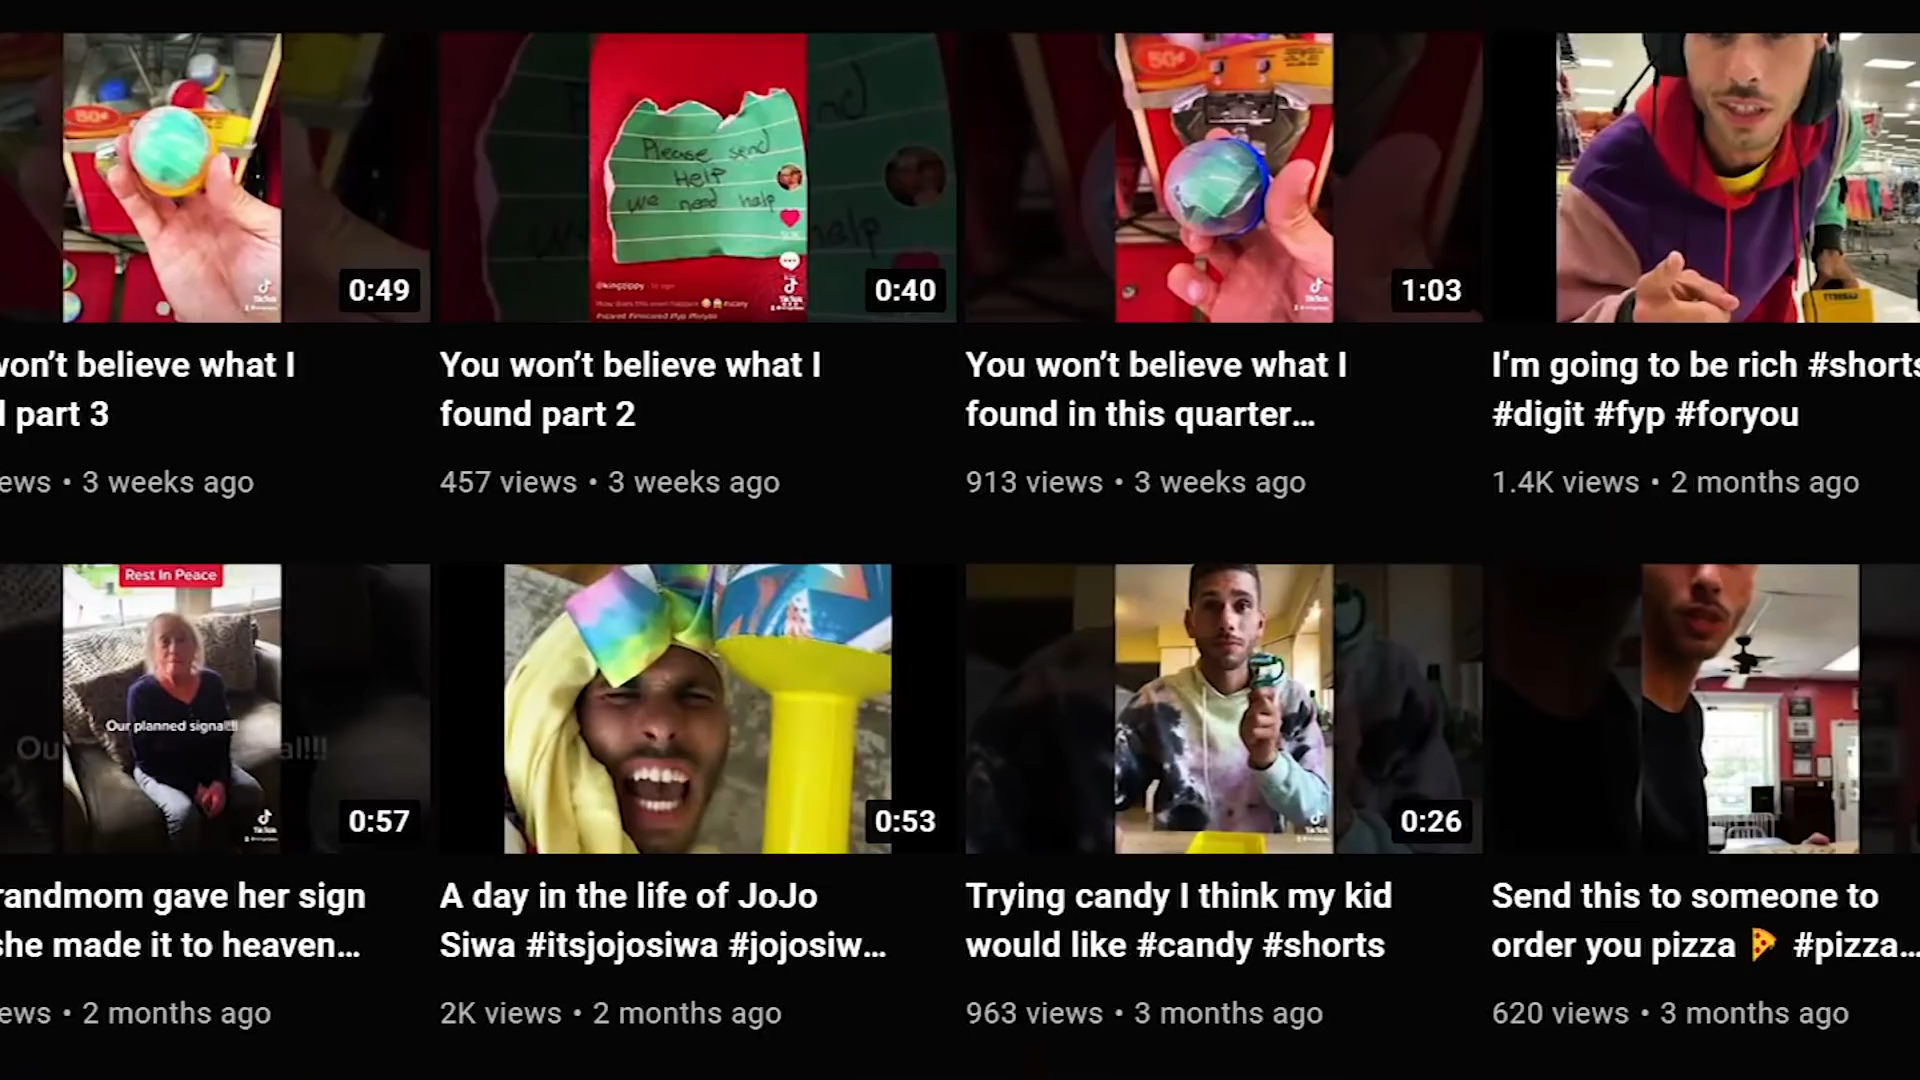 50¢
0:49
Please send
Help
we need help
@kingzippy
0:40
50¢
1:03
won't believe what I
part 3
ews • 3 weeks ago
You won't believe what I
found part 2
457 views • 3 weeks ago
You won't believe what I
found in this quarter...
913 views • 3 weeks ago
I'm going to be rich #shorts
#digit #fyp #foryou
1.4K views • 2 months ago
Rest In Peace
Our planned signal!!!
TikTok
0:57
0:53
0:26
randmom gave her sign
she made it to heaven...
ews • 2 months ago
A day in the life of JoJo
Siwa #itsjojosiwa #jojosiw...
2K views • 2 months ago
Trying candy I think my kid
would like #candy #shorts
963 views • 3 months ago
Send this to someone to
order you pizza 🍕 #pizza...
620 views • 3 months ago